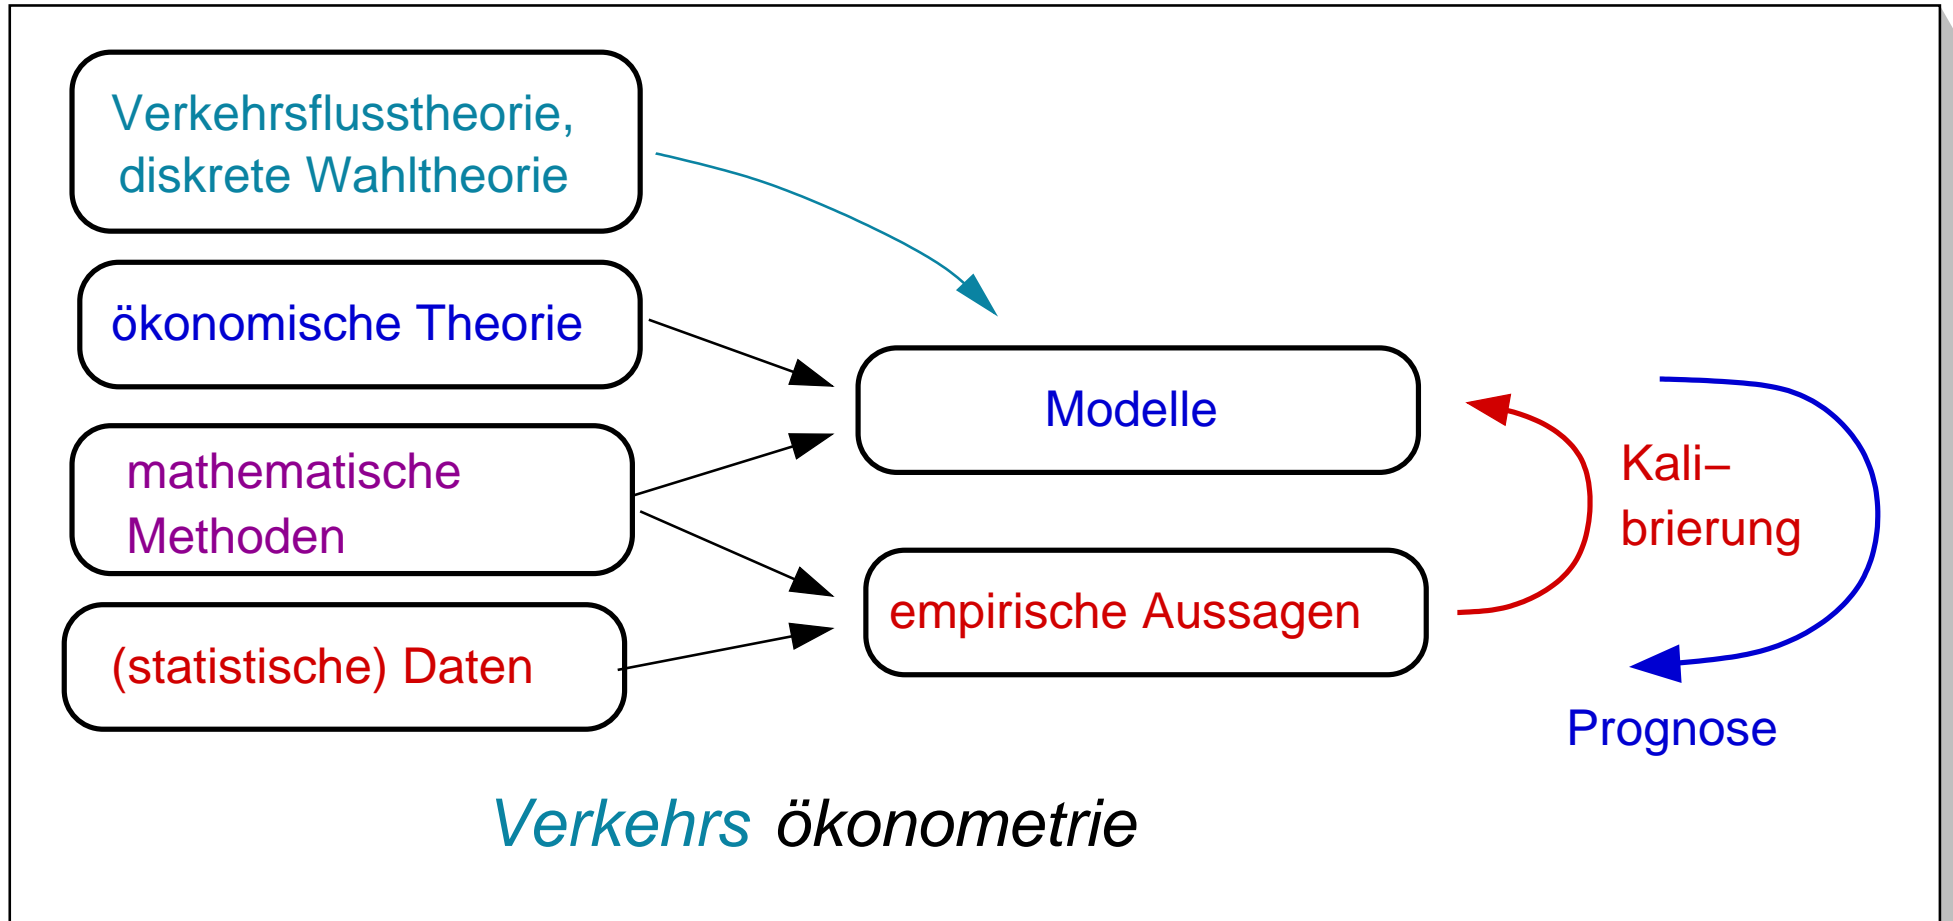 Verkehrsflusstheorie,
diskrete Wahltheorie
ökonomische Theorie
mathematische
Methoden
(statistische) Daten
Modelle
empirische Aussagen
Kali–
brierung
Prognose
Verkehrs ökonometrie